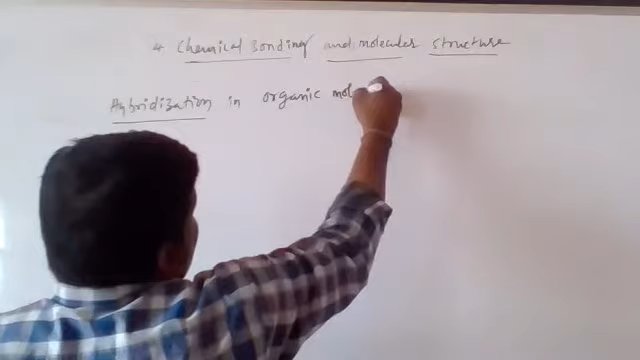 4 Chemical Bonding and molecular structure
Hybridization in organic mol